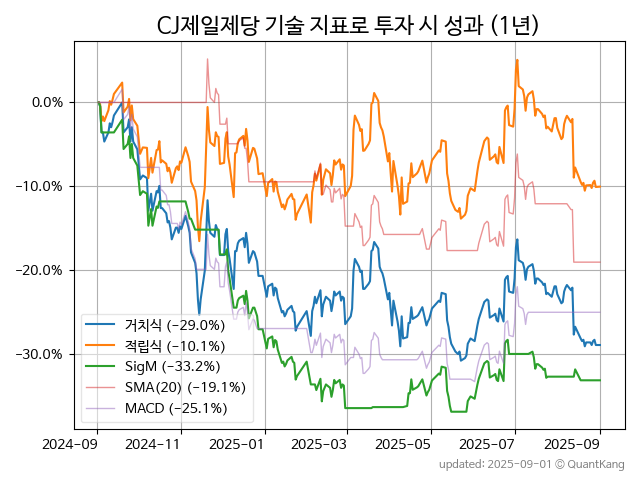 CJ제일제당 기술 지표로 투자 시 성과 (1년)
0.0%
−10.0%
−20.0%
−30.0%
거치식 (−29.0%)
적립식 (−10.1%)
SigM (−33.2%)
SMA(20) (−19.1%)
MACD (−25.1%)
2024-09 2024-11 2025-01 2025-03 2025-05 2025-07 2025-09
updated: 2025-09-01 © QuantKang